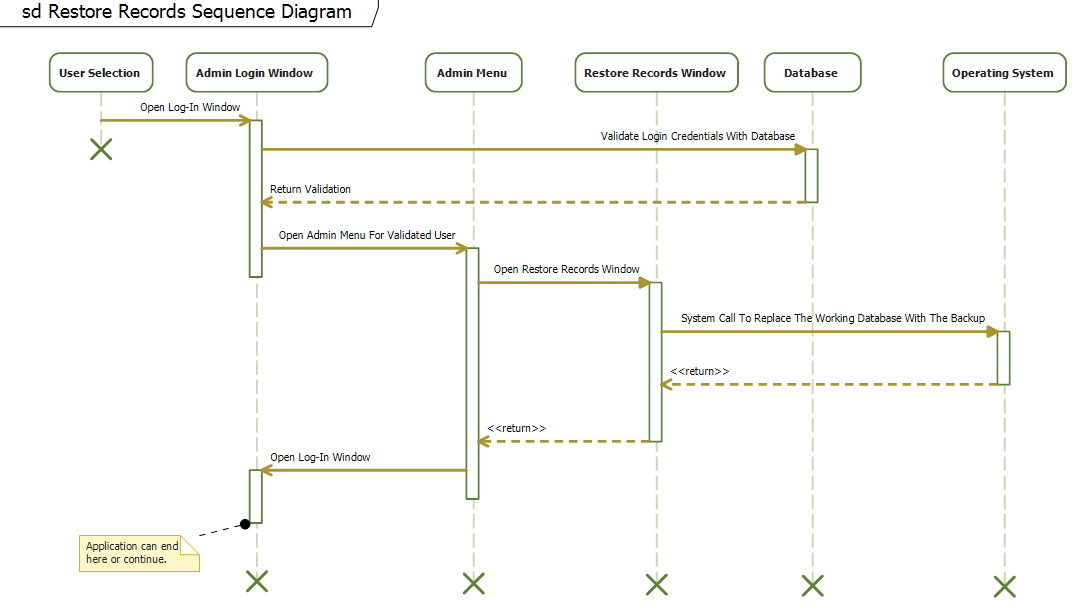 sd Restore Records Sequence Diagram
User Selection
Admin Login Window
Admin Menu
Restore Records Window
Database
Operating System
Open Log-In Window
Validate Login Credentials With Database
Return Validation
Open Admin Menu For Validated User
Open Restore Records Window
System Call To Replace The Working Database With The Backup
<<return>>
<<return>>
Open Log-In Window
Application can end
here or continue.